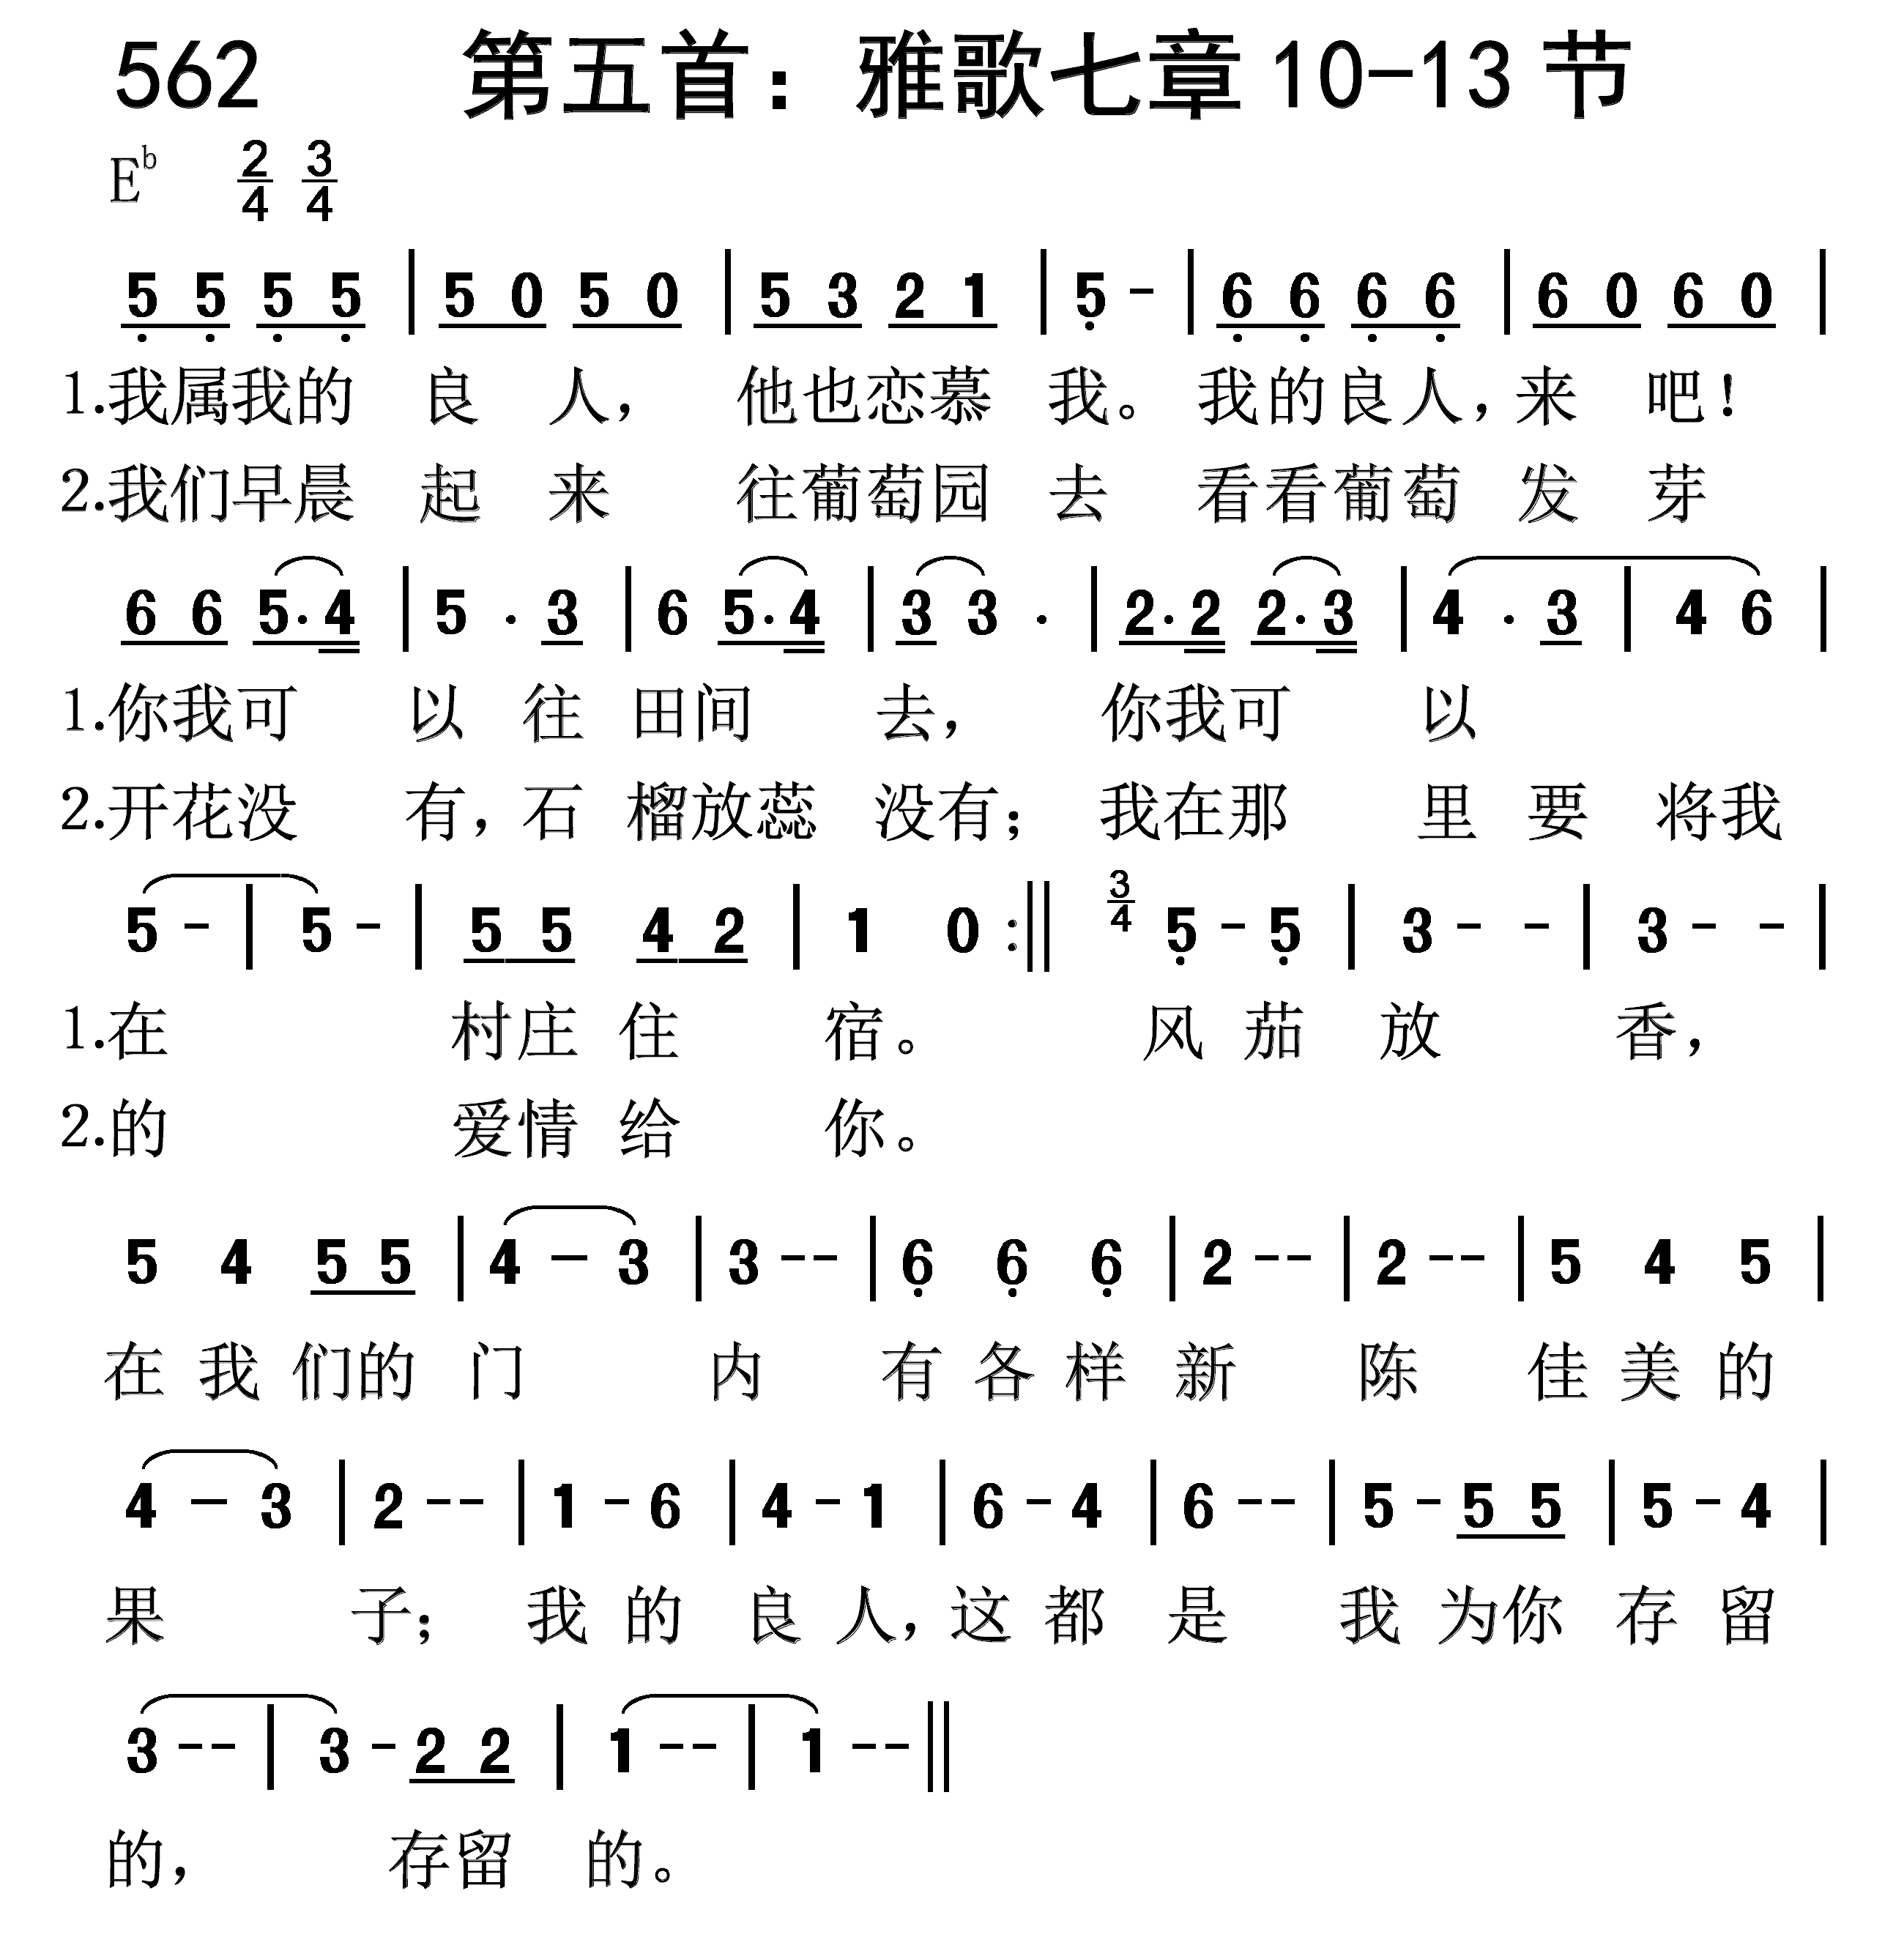 562 第五首：雅歌七章10-13节
E♭ 2/4 3/4
5̣ 5̣ 5̣ 5̣ | 5 0 5 0 | 5 3 2 1 | 5̣ - | 6̣ 6̣ 6̣ 6̣ | 6 0 6 0 |
1.我属我的 良 人， 他也恋慕 我。 我的良人，来 吧！
2.我们早晨 起 来 往葡萄园 去 看看葡萄 发 芽
6 6 5·4 | 5 · 3 | 6 5·4 | 3 3 · | 2·2 2·3 | 4 · 3 | 4 6 |
1.你我可 以 往 田间 去， 你我可 以
2.开花没 有，石 榴放蕊 没有； 我在那 里 要 将我
5 - | 5 - | 5 5 4 2 | 1 0 :‖ 3/4 5̣ - 5̣ | 3 - - | 3 - - |
1.在 村庄 住 宿。 风 茄 放 香，
2.的 爱情 给 你。
5 4 5 5 | 4 - 3 | 3 - - | 6̣ 6̣ 6̣ | 2 - - | 2 - - | 5 4 5 |
在 我 们的 门 内 有 各 样 新 陈 佳 美 的
4 - 3 | 2 - - | 1 - 6 | 4 - 1 | 6 - 4 | 6 - - | 5 - 5 5 | 5 - 4 |
果 子； 我 的 良 人，这 都 是 我 为你 存 留
3 - - | 3 - 2 2 | 1 - - | 1 - - ‖
的， 存留 的。